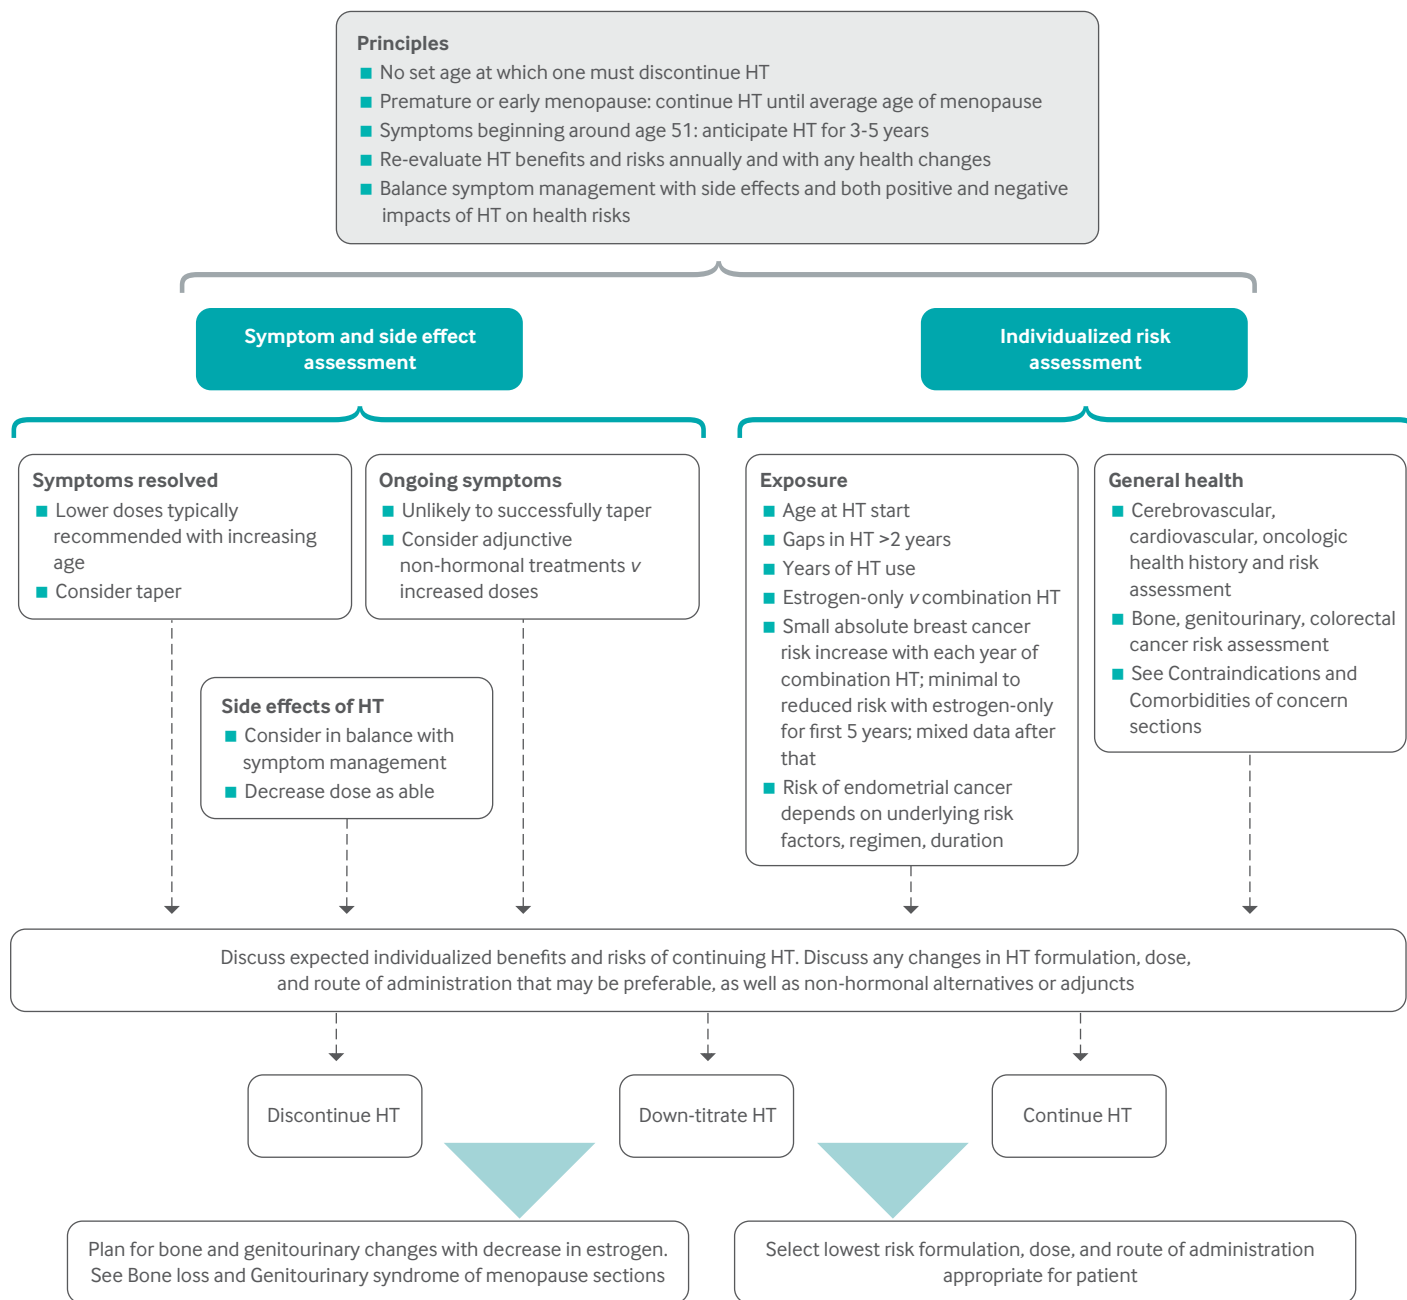 Principles
No set age at which one must discontinue HT
Premature or early menopause: continue HT until average age of menopause
Symptoms beginning around age 51: anticipate HT for 3-5 years
Re-evaluate HT benefits and risks annually and with any health changes
Balance symptom management with side effects and both positive and negative
impacts of HT on health risks
Symptom and side effect
assessment
Individualized risk
assessment
Symptoms resolved
Lower doses typically
recommended with increasing
age
Consider taper
Ongoing symptoms
Unlikely to successfully taper
Consider adjunctive
non-hormonal treatments v
increased doses
Side effects of HT
Consider in balance with
symptom management
Decrease dose as able
Exposure
Age at HT start
Gaps in HT >2 years
Years of HT use
Estrogen-only v combination HT
Small absolute breast cancer
risk increase with each year of
combination HT; minimal to
reduced risk with estrogen-only
for first 5 years; mixed data after
that
Risk of endometrial cancer
depends on underlying risk
factors, regimen, duration
General health
Cerebrovascular,
cardiovascular, oncologic
health history and risk
assessment
Bone, genitourinary, colorectal
cancer risk assessment
See Contraindications and
Comorbidities of concern
sections
Discuss expected individualized benefits and risks of continuing HT. Discuss any changes in HT formulation, dose,
and route of administration that may be preferable, as well as non-hormonal alternatives or adjuncts
Discontinue HT
Down-titrate HT
Continue HT
Plan for bone and genitourinary changes with decrease in estrogen.
See Bone loss and Genitourinary syndrome of menopause sections
Select lowest risk formulation, dose, and route of administration
appropriate for patient